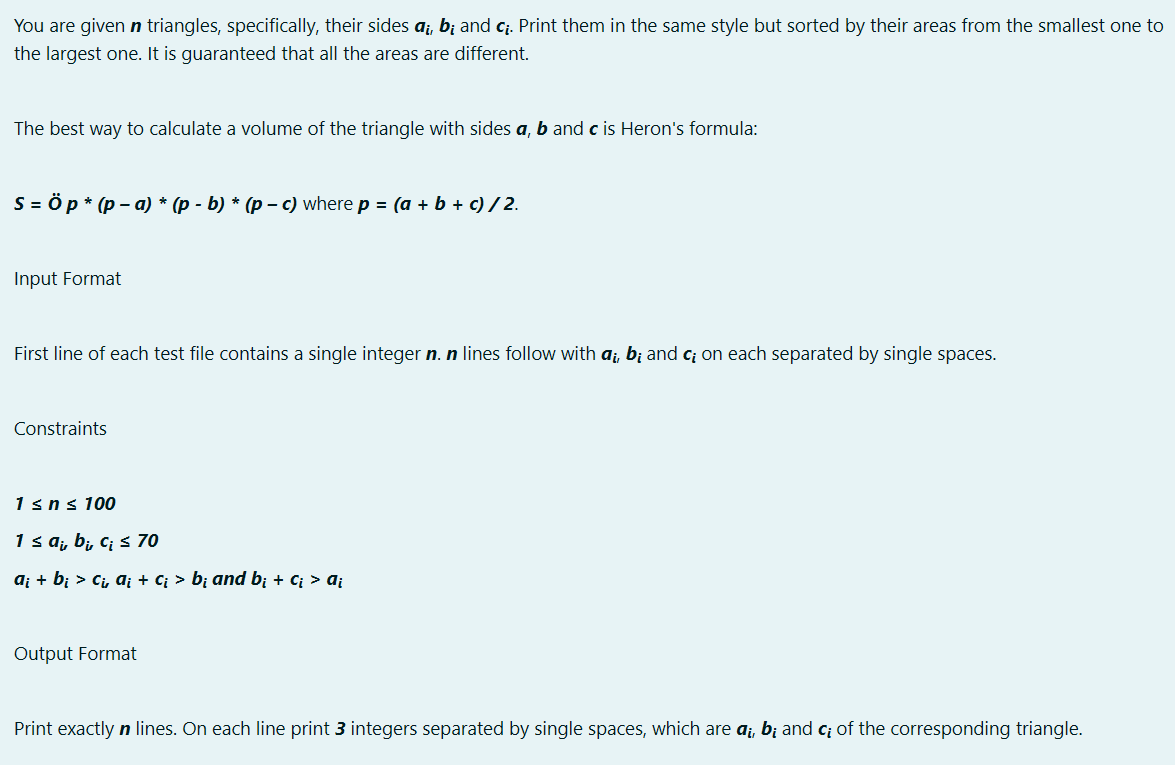 You are given n triangles, specifically, their sides ai, bi and ci. Print them in the same style but sorted by their areas from the smallest one to
the largest one. It is guaranteed that all the areas are different.
The best way to calculate a volume of the triangle with sides a, b and c is Heron's formula:
S = Ö p * (p – a) * (p - b) * (p – c) where p = (a + b + c) / 2.
Input Format
First line of each test file contains a single integer n. n lines follow with ai, bi and ci on each separated by single spaces.
Constraints
1 ≤ n ≤ 100
1 ≤ ai, bi, ci ≤ 70
ai + bi > ci, ai + ci > bi and bi + ci > ai
Output Format
Print exactly n lines. On each line print 3 integers separated by single spaces, which are ai, bi and ci of the corresponding triangle.